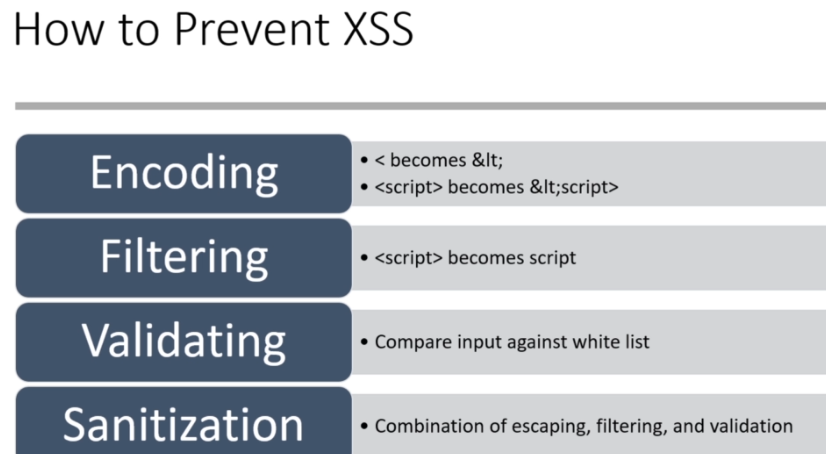 How to Prevent XSS
Encoding
• < becomes &lt;
• <script> becomes &lt;script>
Filtering
• <script> becomes script
Validating
• Compare input against white list
Sanitization
• Combination of escaping, filtering, and validation